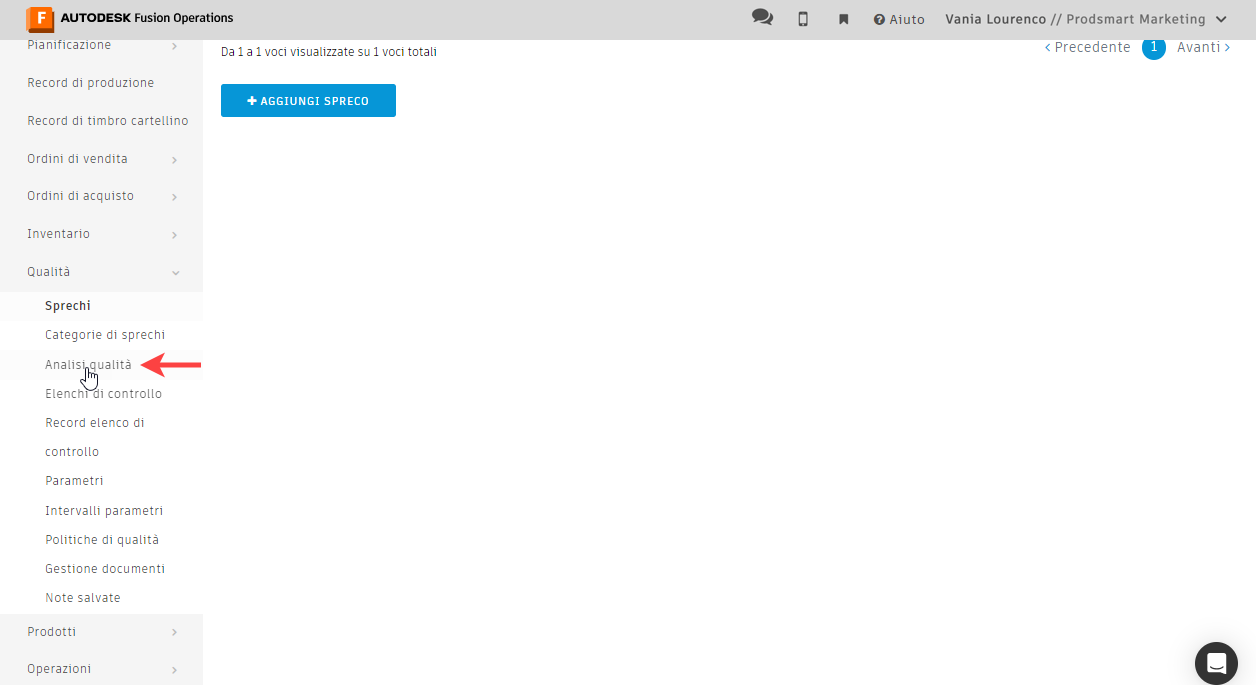 F AUTODESK Fusion Operations
Aiuto
Vania Lourenco // Prodsmart Marketing
Pianificazione
Record di produzione
Record di timbro cartellino
Ordini di vendita
Ordini di acquisto
Inventario
Qualità
Sprechi
Categorie di sprechi
Analisi qualità
Elenchi di controllo
Record elenco di
controllo
Parametri
Intervalli parametri
Politiche di qualità
Gestione documenti
Note salvate
Prodotti
Operazioni
Da 1 a 1 voci visualizzate su 1 voci totali
Precedente 1 Avanti
AGGIUNGI SPRECO